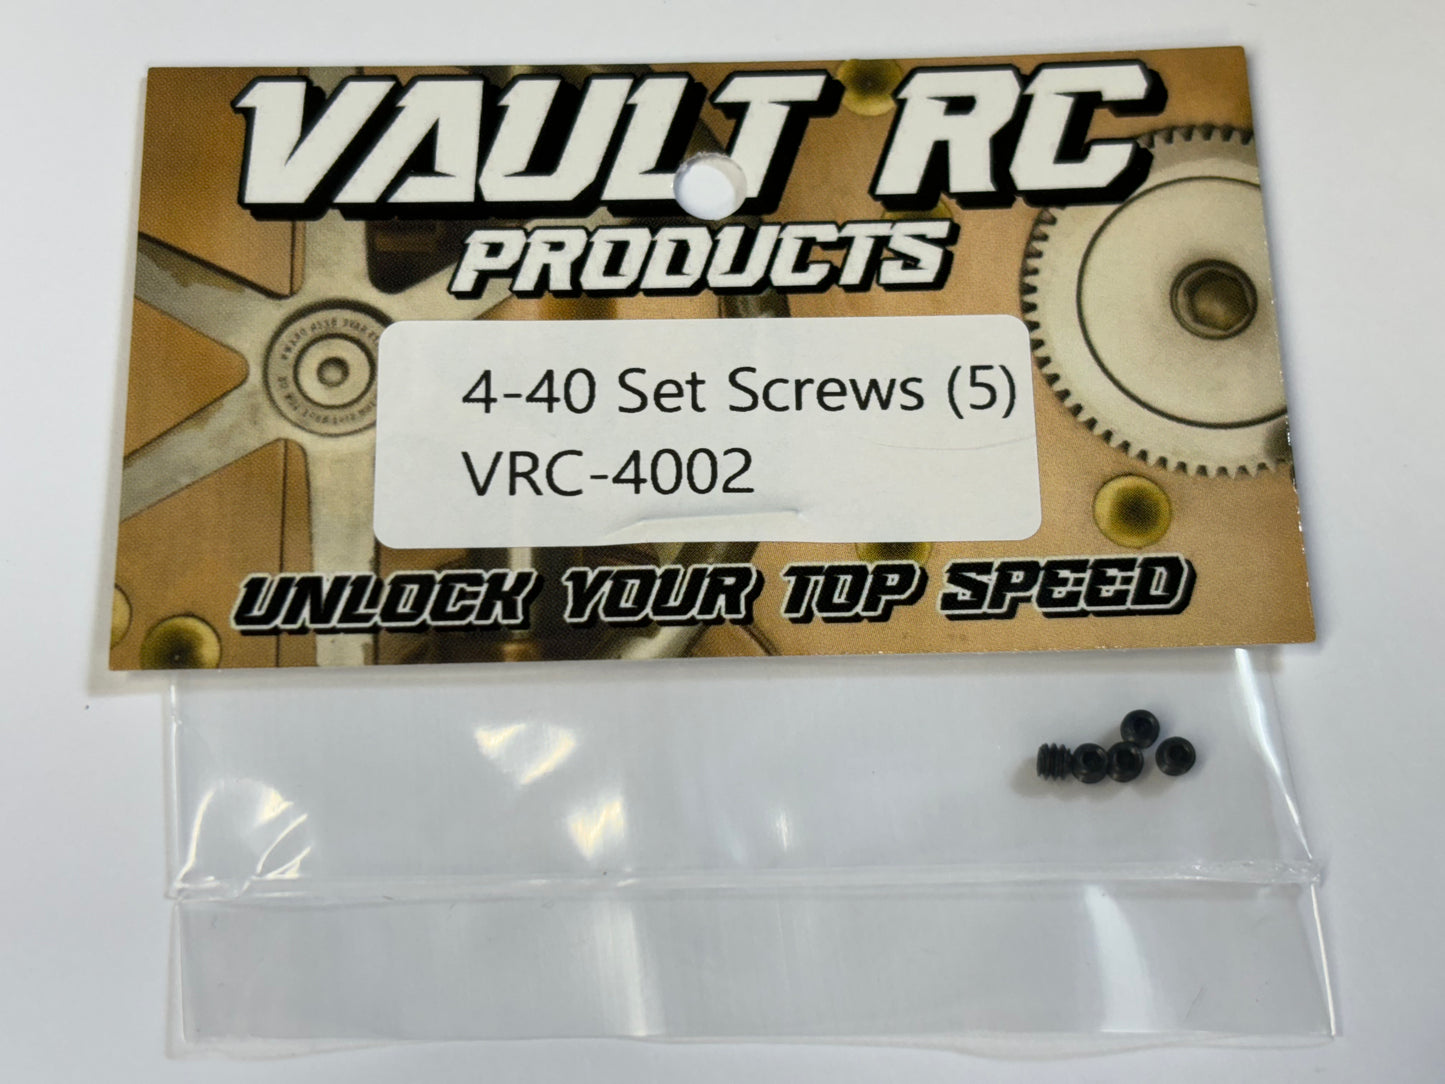 VAULT RC
PRODUCTS
4-40 Set Screws (5)
VRC-4002
UNLOCK YOUR TOP SPEED